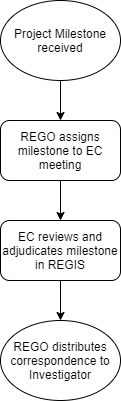 Project Milestone
received
REGO assigns
milestone to EC
meeting
EC reviews and
adjudicates milestone
in REGIS
REGO distributes
correspondence to
Investigator